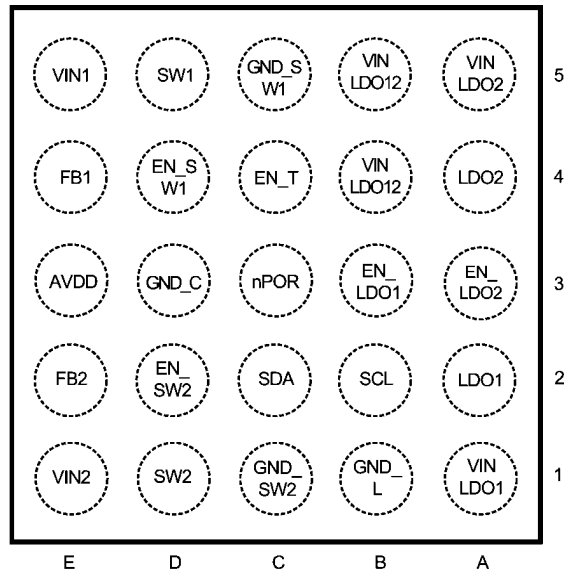 VIN1
SW1
GND_S
W1
VIN
LDO12
VIN
LDO2
5
FB1
EN_S
W1
EN_T
VIN
LDO12
LDO2
4
AVDD
GND_C
nPOR
EN_
LDO1
EN_
LDO2
3
FB2
EN_
SW2
SDA
SCL
LDO1
2
VIN2
SW2
GND_
SW2
GND_
L
VIN
LDO1
1
E D C B A